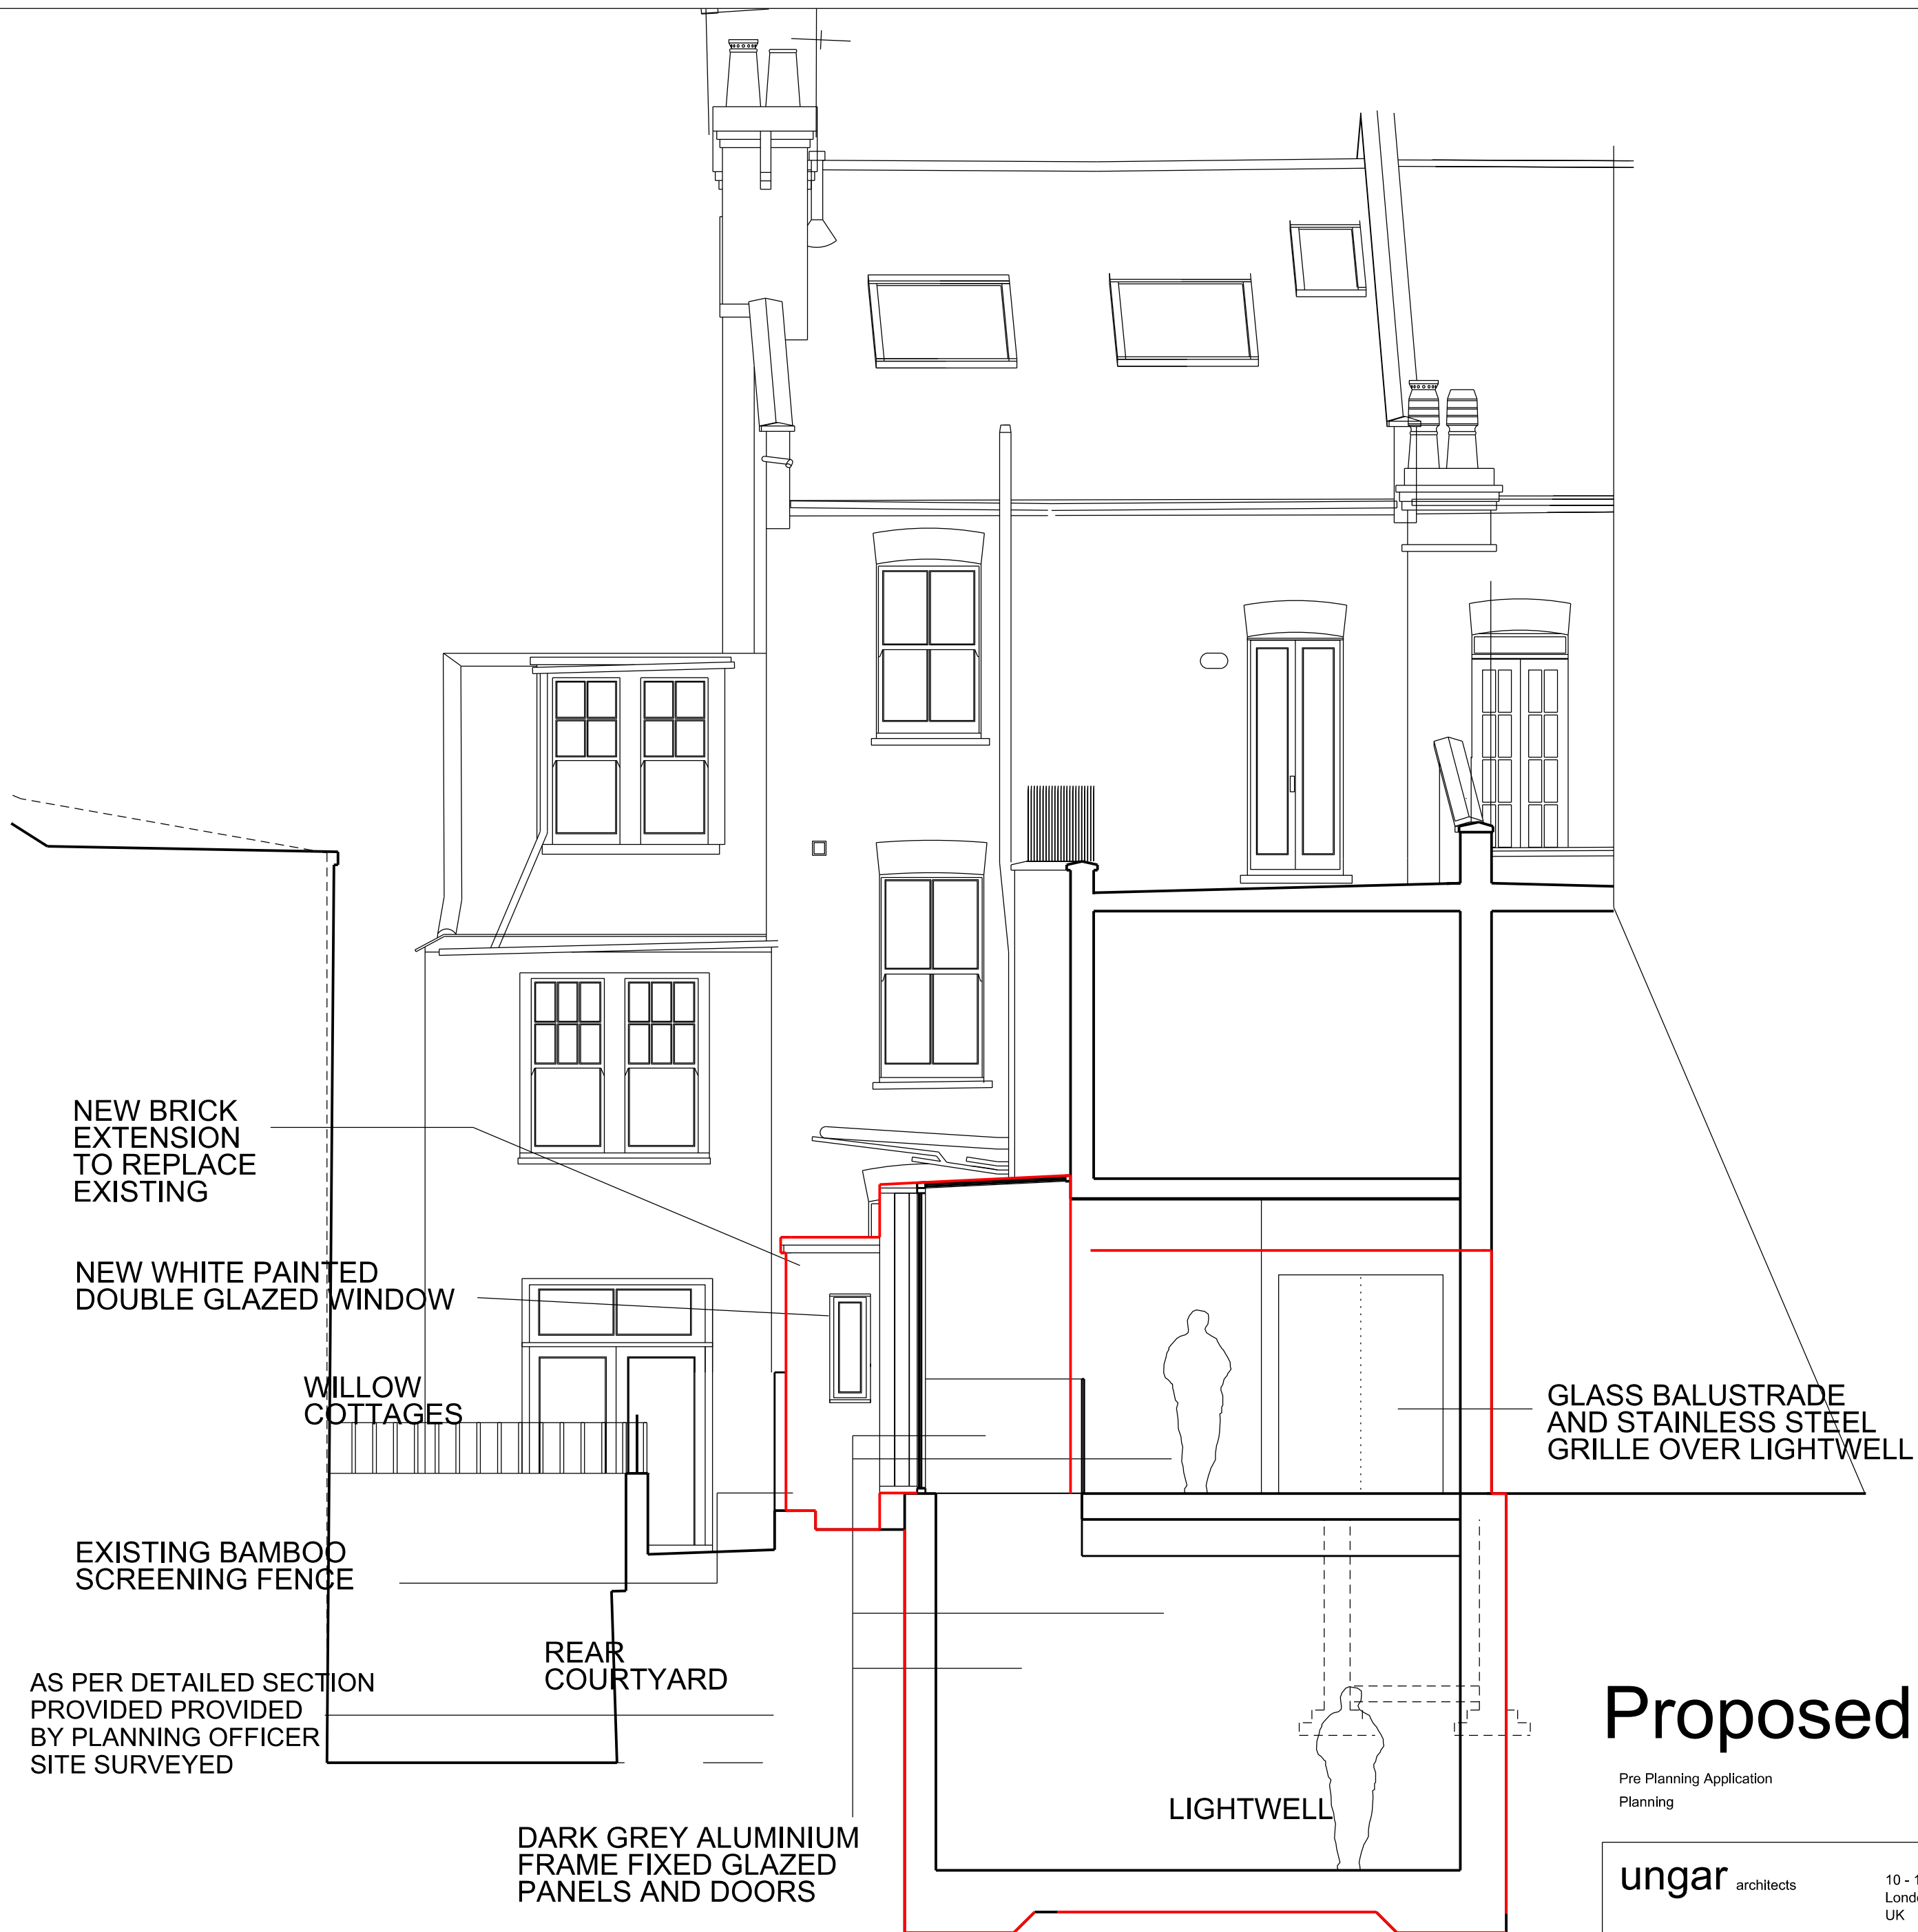 NEW BRICK
EXTENSION
TO REPLACE
EXISTING
NEW WHITE PAINTED
DOUBLE GLAZED WINDOW
WILLOW
COTTAGES
GLASS BALUSTRADE
AND STAINLESS STEEL
GRILLE OVER LIGHTWELL
EXISTING BAMBOO
SCREENING FENCE
REAR
COURTYARD
AS PER DETAILED SECTION
PROVIDED PROVIDED
BY PLANNING OFFICER
SITE SURVEYED
LIGHTWELL
DARK GREY ALUMINIUM
FRAME FIXED GLAZED
PANELS AND DOORS
Proposed
Pre Planning Application
Planning
ungar architects
10 - 1
Londo
UK